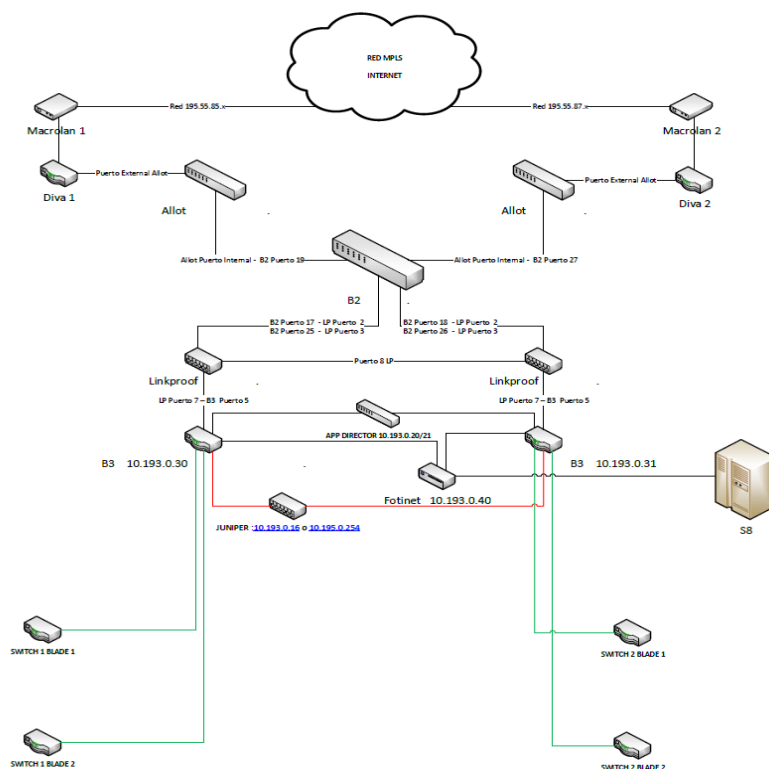 RED MPLS
INTERNET
Red 195.55.85.x
Red 195.55.87.x
Macrolan 1
Macrolan 2
Puerto External Allot
Puerto External Allot
Diva 1
Diva 2
Allot
Allot
Allot Puerto Internal - B2 Puerto 19
Allot Puerto Internal - B2 Puerto 27
B2
B2 Puerto 17 - LP Puerto 2
B2 Puerto 25 - LP Puerto 3
B2 Puerto 18 - LP Puerto 2
B2 Puerto 26 - LP Puerto 3
Puerto 8 LP
Linkproof
Linkproof
LP Puerto 7 – B3 Puerto 5
LP Puerto 7 – B3 Puerto 5
APP DIRECTOR 10.193.0.20/21
B3 10.193.0.30
B3 10.193.0.31
Fotinet 10.193.0.40
S8
JUNIPER :10.193.0.16 o 10.195.0.254
SWITCH 1 BLADE 1
SWITCH 2 BLADE 1
SWITCH 1 BLADE 2
SWITCH 2 BLADE 2